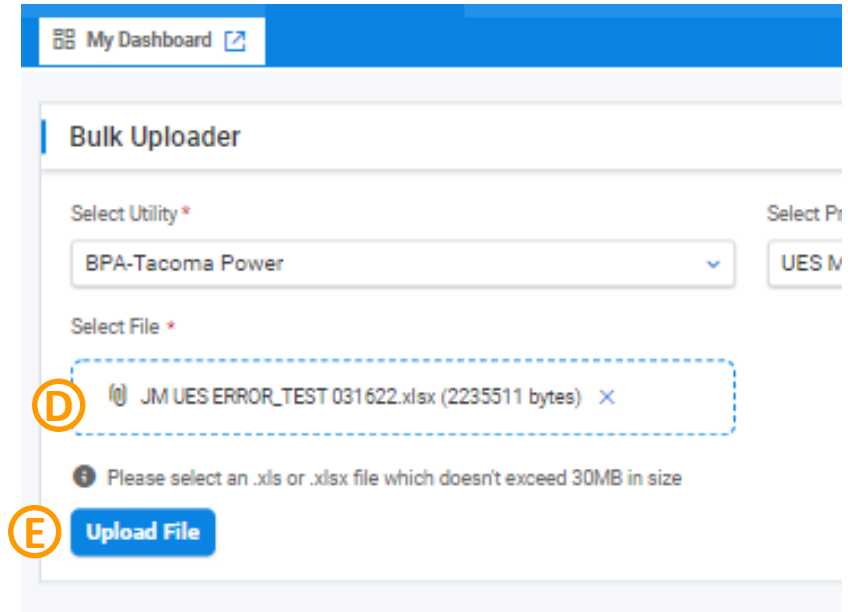 My Dashboard
Bulk Uploader
Select Utility *
Select Pr
BPA-Tacoma Power
UES M
Select File *
D
JM UES ERROR_TEST 031622.xlsx (2235511 bytes) ×
Please select an .xls or .xlsx file which doesn't exceed 30MB in size
E
Upload File